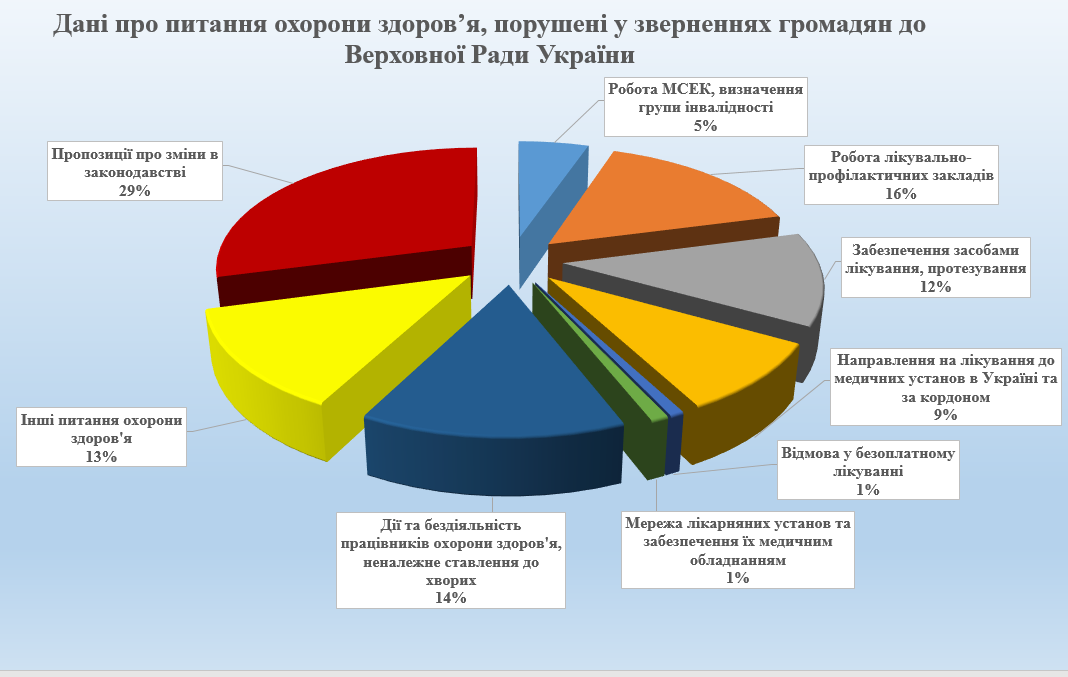 Дані про питання охорони здоров’я, порушені у зверненнях громадян до
Верховної Ради України
Робота МСЕК, визначення
групи інвалідності
5%
Пропозиції про зміни в
законодавстві
29%
Робота лікувально-
профілактичних закладів
16%
Забезпечення засобами
лікування, протезування
12%
Направлення на лікування до
медичних установ в Україні та
за кордоном
9%
Інші питання охорони
здоров'я
13%
Відмова у безоплатному
лікуванні
1%
Мережа лікарняних установ та
забезпечення їх медичним
обладнанням
1%
Дії та бездіяльність
працівників охорони здоров'я,
неналежне ставлення до
хворих
14%